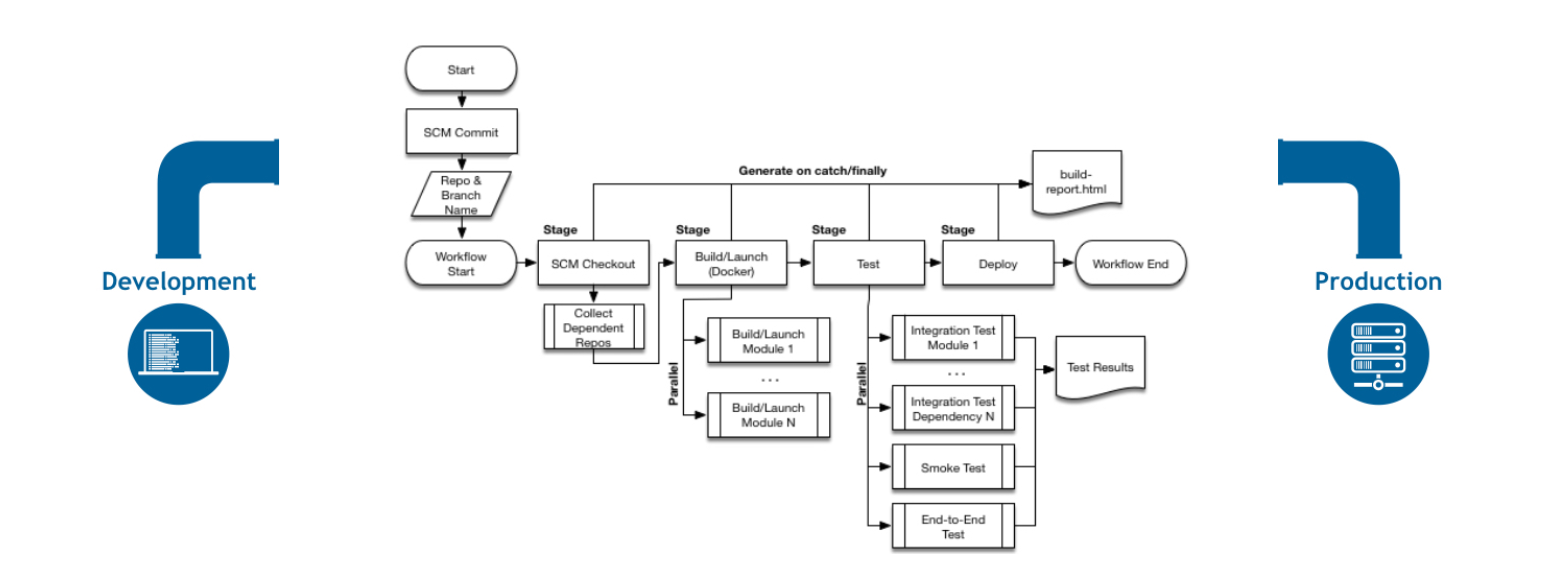 Start
SCM Commit
Repo &
Branch
Name
Generate on catch/finally
build-
report.html
Stage
Stage
Stage
Stage
Workflow
Start
SCM Checkout
Build/Launch
(Docker)
Test
Deploy
Workflow End
Development
Production
Collect
Dependent
Repos
Parallel
Build/Launch
Module 1
...
Build/Launch
Module N
Parallel
Integration Test
Module 1
...
Integration Test
Dependency N
Smoke Test
End-to-End
Test
Test Results